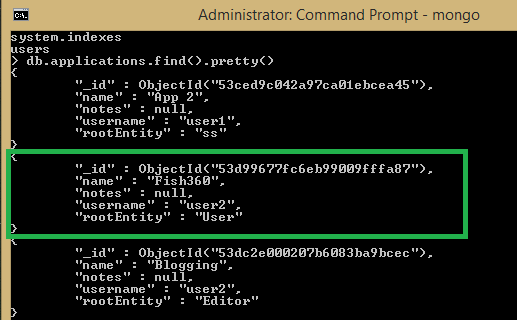 Administrator: Command Prompt - mongo
system.indexes
users
> db.applications.find().pretty()
{
"_id" : ObjectId("53ced9c042a97ca01ebcea45"),
"name" : "App 2",
"notes" : null,
"username" : "user1",
"rootEntity" : "ss"
}
{
"_id" : ObjectId("53d99677fc6eb99009fffa87"),
"name" : "Fish360",
"notes" : null,
"username" : "user2",
"rootEntity" : "User"
}
{
"_id" : ObjectId("53dc2e000207b6083ba9bcec"),
"name" : "Blogging",
"notes" : null,
"username" : "user2",
"rootEntity" : "Editor"
}